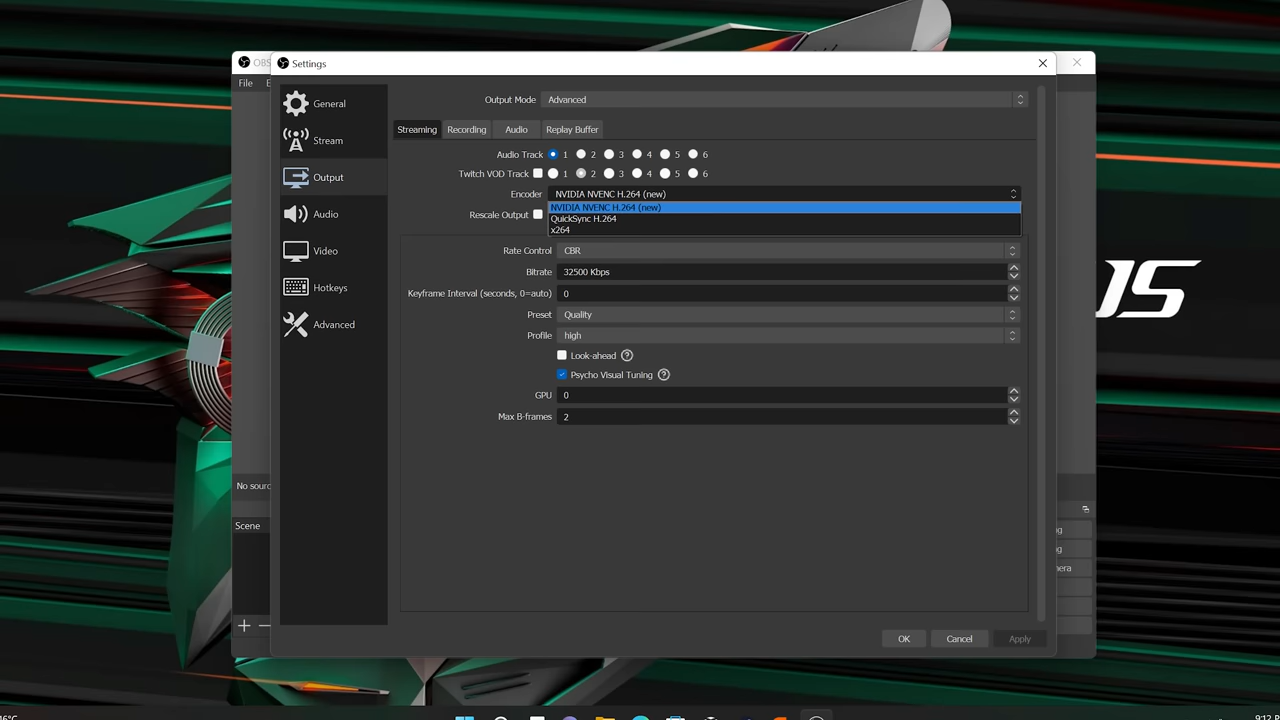 OBS
Settings
File
General
Stream
Output
Audio
Video
Hotkeys
Advanced
Output Mode Advanced
Streaming Recording Audio Replay Buffer
Audio Track 1 2 3 4 5 6
Twitch VOD Track 1 2 3 4 5 6
Encoder NVIDIA NVENC H.264 (new)
NVIDIA NVENC H.264 (new)
Rescale Output QuickSync H.264
x264
Rate Control CBR
Bitrate 32500 Kbps
Keyframe Interval (seconds, 0=auto) 0
Preset Quality
Profile high
Look-ahead ?
Psycho Visual Tuning ?
GPU 0
Max B-frames 2
No sourc
Scene
OK Cancel Apply